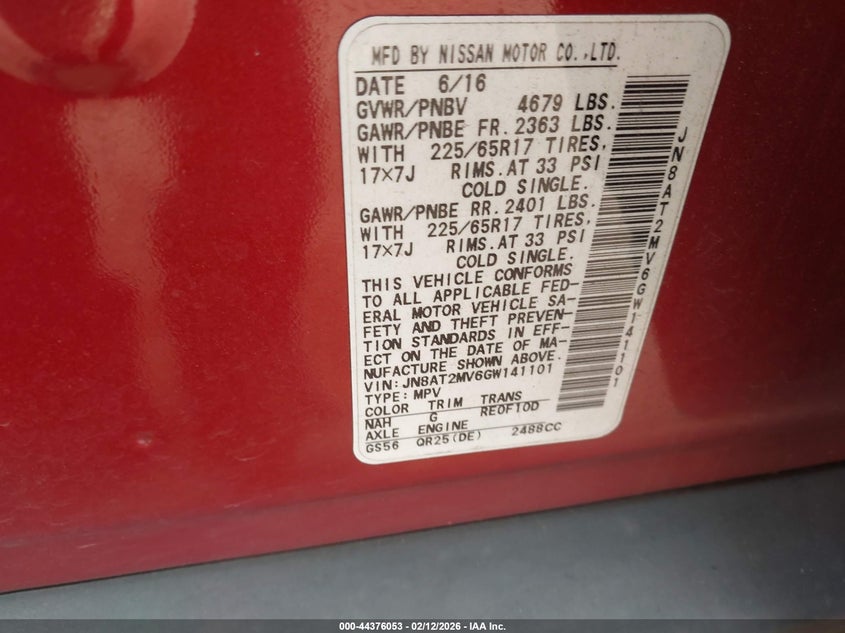 MFD BY NISSAN MOTOR CO.,LTD.
DATE 6/16
GVWR/PNBV 4679 LBS.
GAWR/PNBE FR. 2363 LBS.
WITH 225/65R17 TIRES,
17×7J RIMS.AT 33 PSI
COLD SINGLE.
GAWR/PNBE RR. 2401 LBS.
WITH 225/65R17 TIRES,
17×7J RIMS.AT 33 PSI
COLD SINGLE.
THIS VEHICLE CONFORMS
TO ALL APPLICABLE FED-
ERAL MOTOR VEHICLE SA-
FETY AND THEFT PREVEN-
TION STANDARDS IN EFF-
ECT ON THE DATE OF MA-
NUFACTURE SHOWN ABOVE.
VIN: JN8AT2MV6GW141101
TYPE: MPV
COLOR TRIM TRANS
NAH G RE0F10D
AXLE ENGINE
GS56 QR25(DE) 2488CC
JN8AT2MV6GW141101
000-44376053 - 02/12/2026 - IAA Inc.